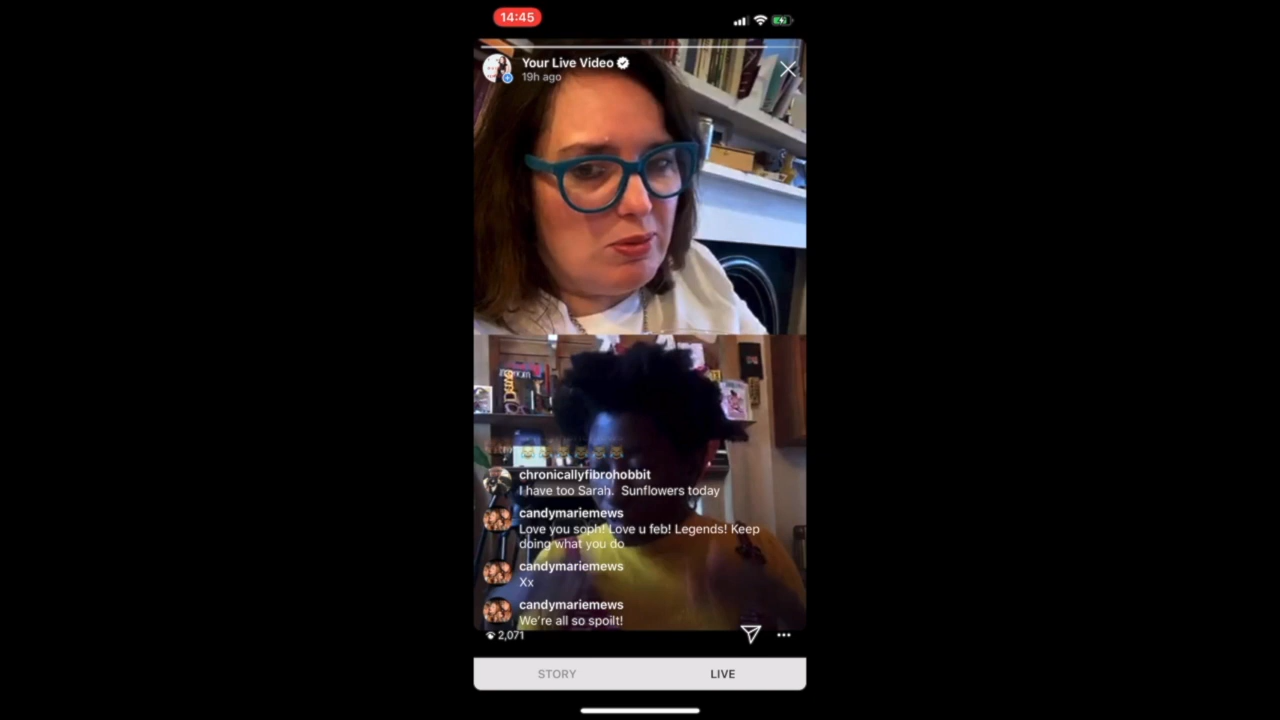 14:45
Your Live Video
19h ago
chronicallyfibrohobbit
I have too Sarah.  Sunflowers today
candymariemews
Love you soph! Love u feb! Legends! Keep
doing what you do
candymariemews
Xx
candymariemews
We're all so spoilt!
2,071
STORY
LIVE